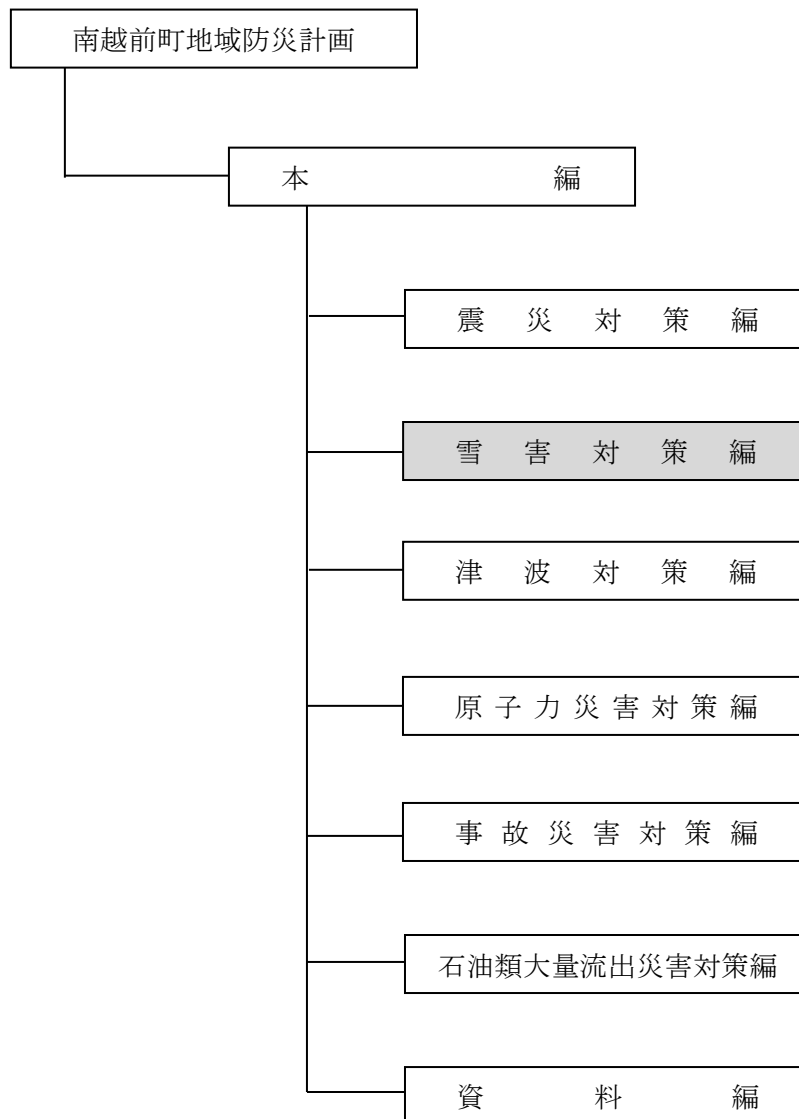 南越前町地域防災計画
本編
震災対策編
雪害対策編
津波対策編
原子力災害対策編
事故災害対策編
石油類大量流出災害対策編
資料編